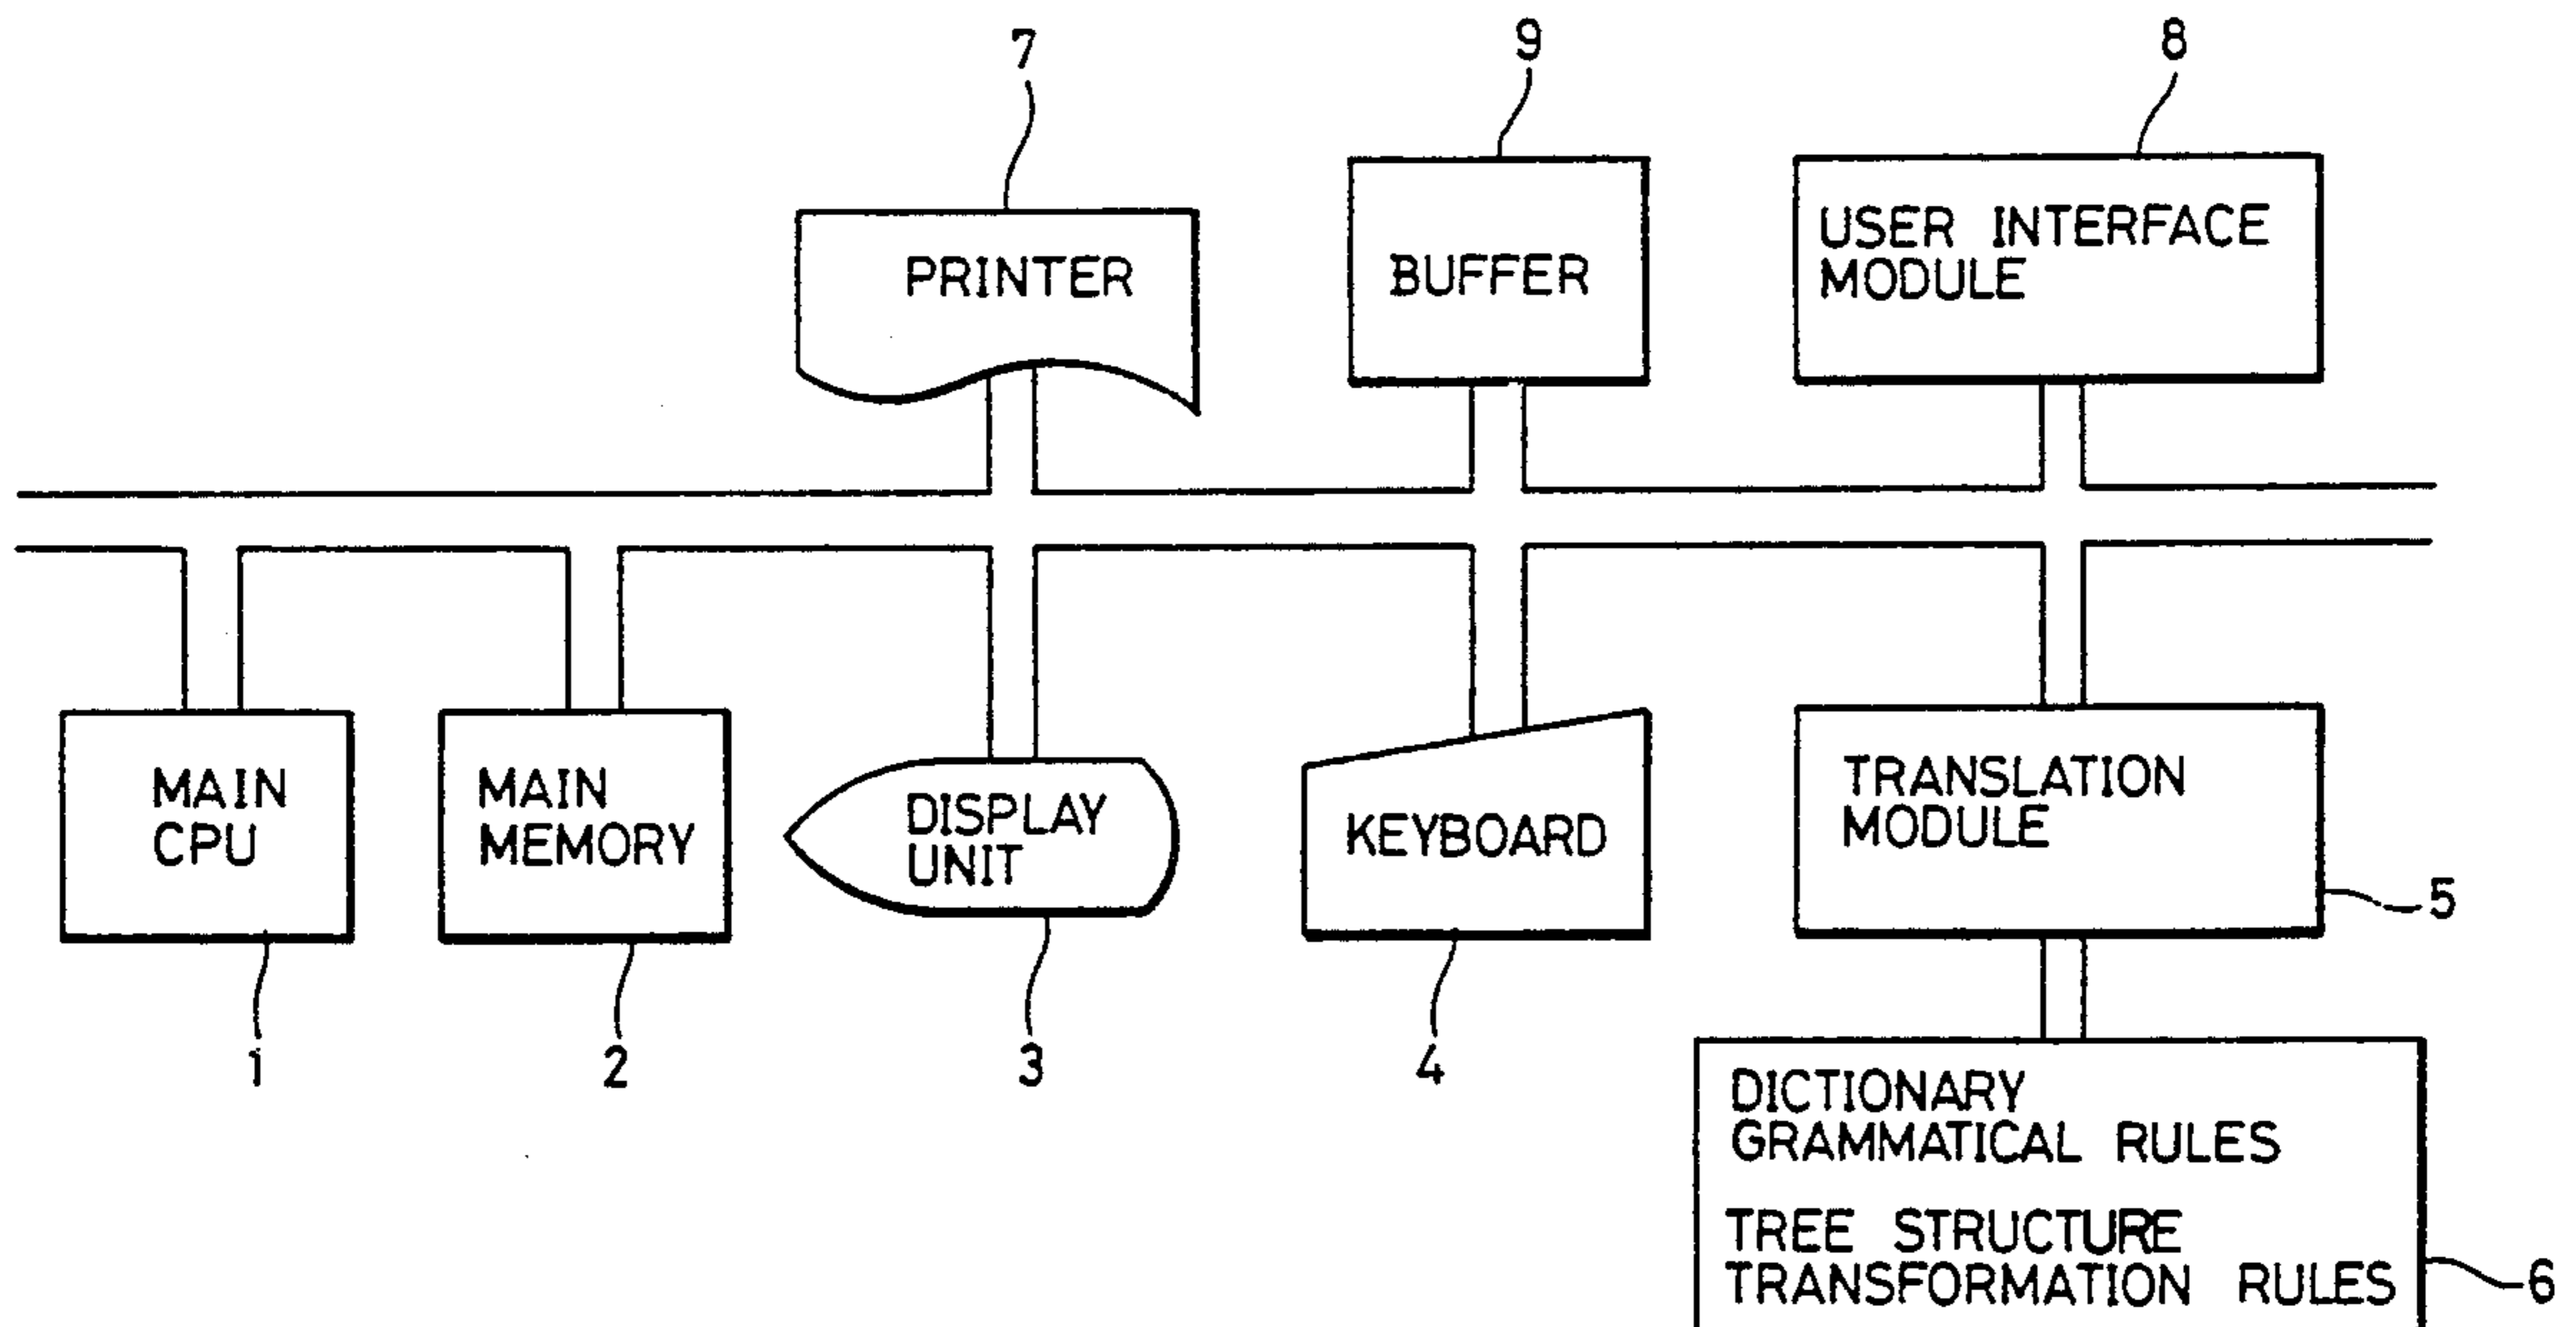 7
9
8
PRINTER
BUFFER
USER INTERFACE
MODULE
MAIN
CPU
MAIN
MEMORY
DISPLAY
UNIT
KEYBOARD
TRANSLATION
MODULE
5
1
2
3
4
DICTIONARY
GRAMMATICAL RULES
TREE STRUCTURE
TRANSFORMATION RULES
6